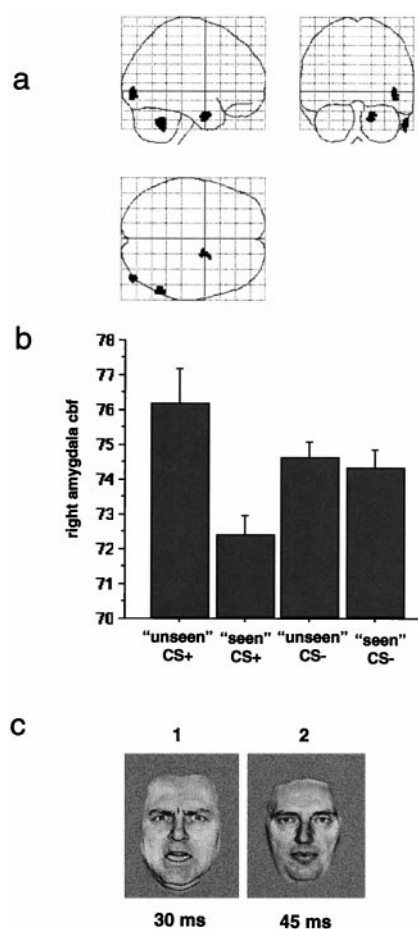 a
b
78
77
76
75
74
73
72
71
70
right amygdala cbf
“unseen” “seen” “unseen” “seen”
CS+ CS+ CS- CS-
c
1 2
30 ms 45 ms